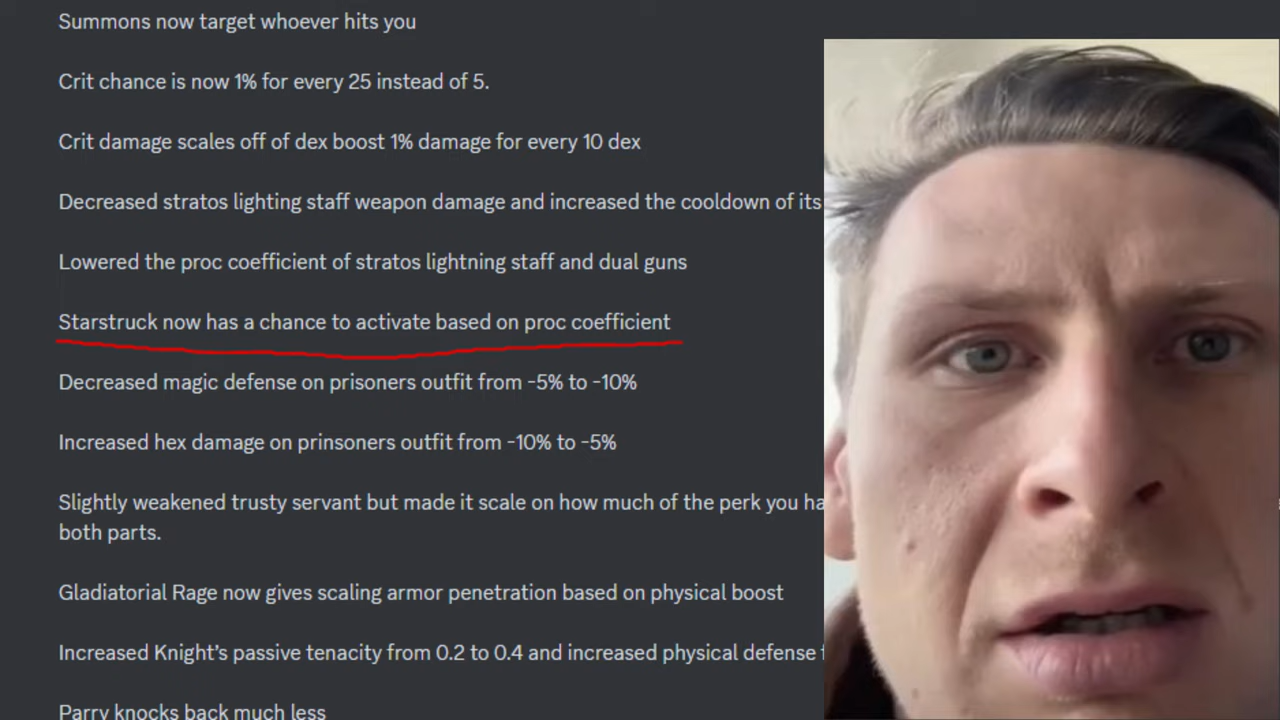 Summons now target whoever hits you
Crit chance is now 1% for every 25 instead of 5.
Crit damage scales off of dex boost 1% damage for every 10 dex
Decreased stratos lighting staff weapon damage and increased the cooldown of its
Lowered the proc coefficient of stratos lightning staff and dual guns
Starstruck now has a chance to activate based on proc coefficient
Decreased magic defense on prisoners outfit from -5% to -10%
Increased hex damage on prinsoners outfit from -10% to -5%
Slightly weakened trusty servant but made it scale on how much of the perk you ha
both parts.
Gladiatorial Rage now gives scaling armor penetration based on physical boost
Increased Knight's passive tenacity from 0.2 to 0.4 and increased physical defense
Parry knocks back much less